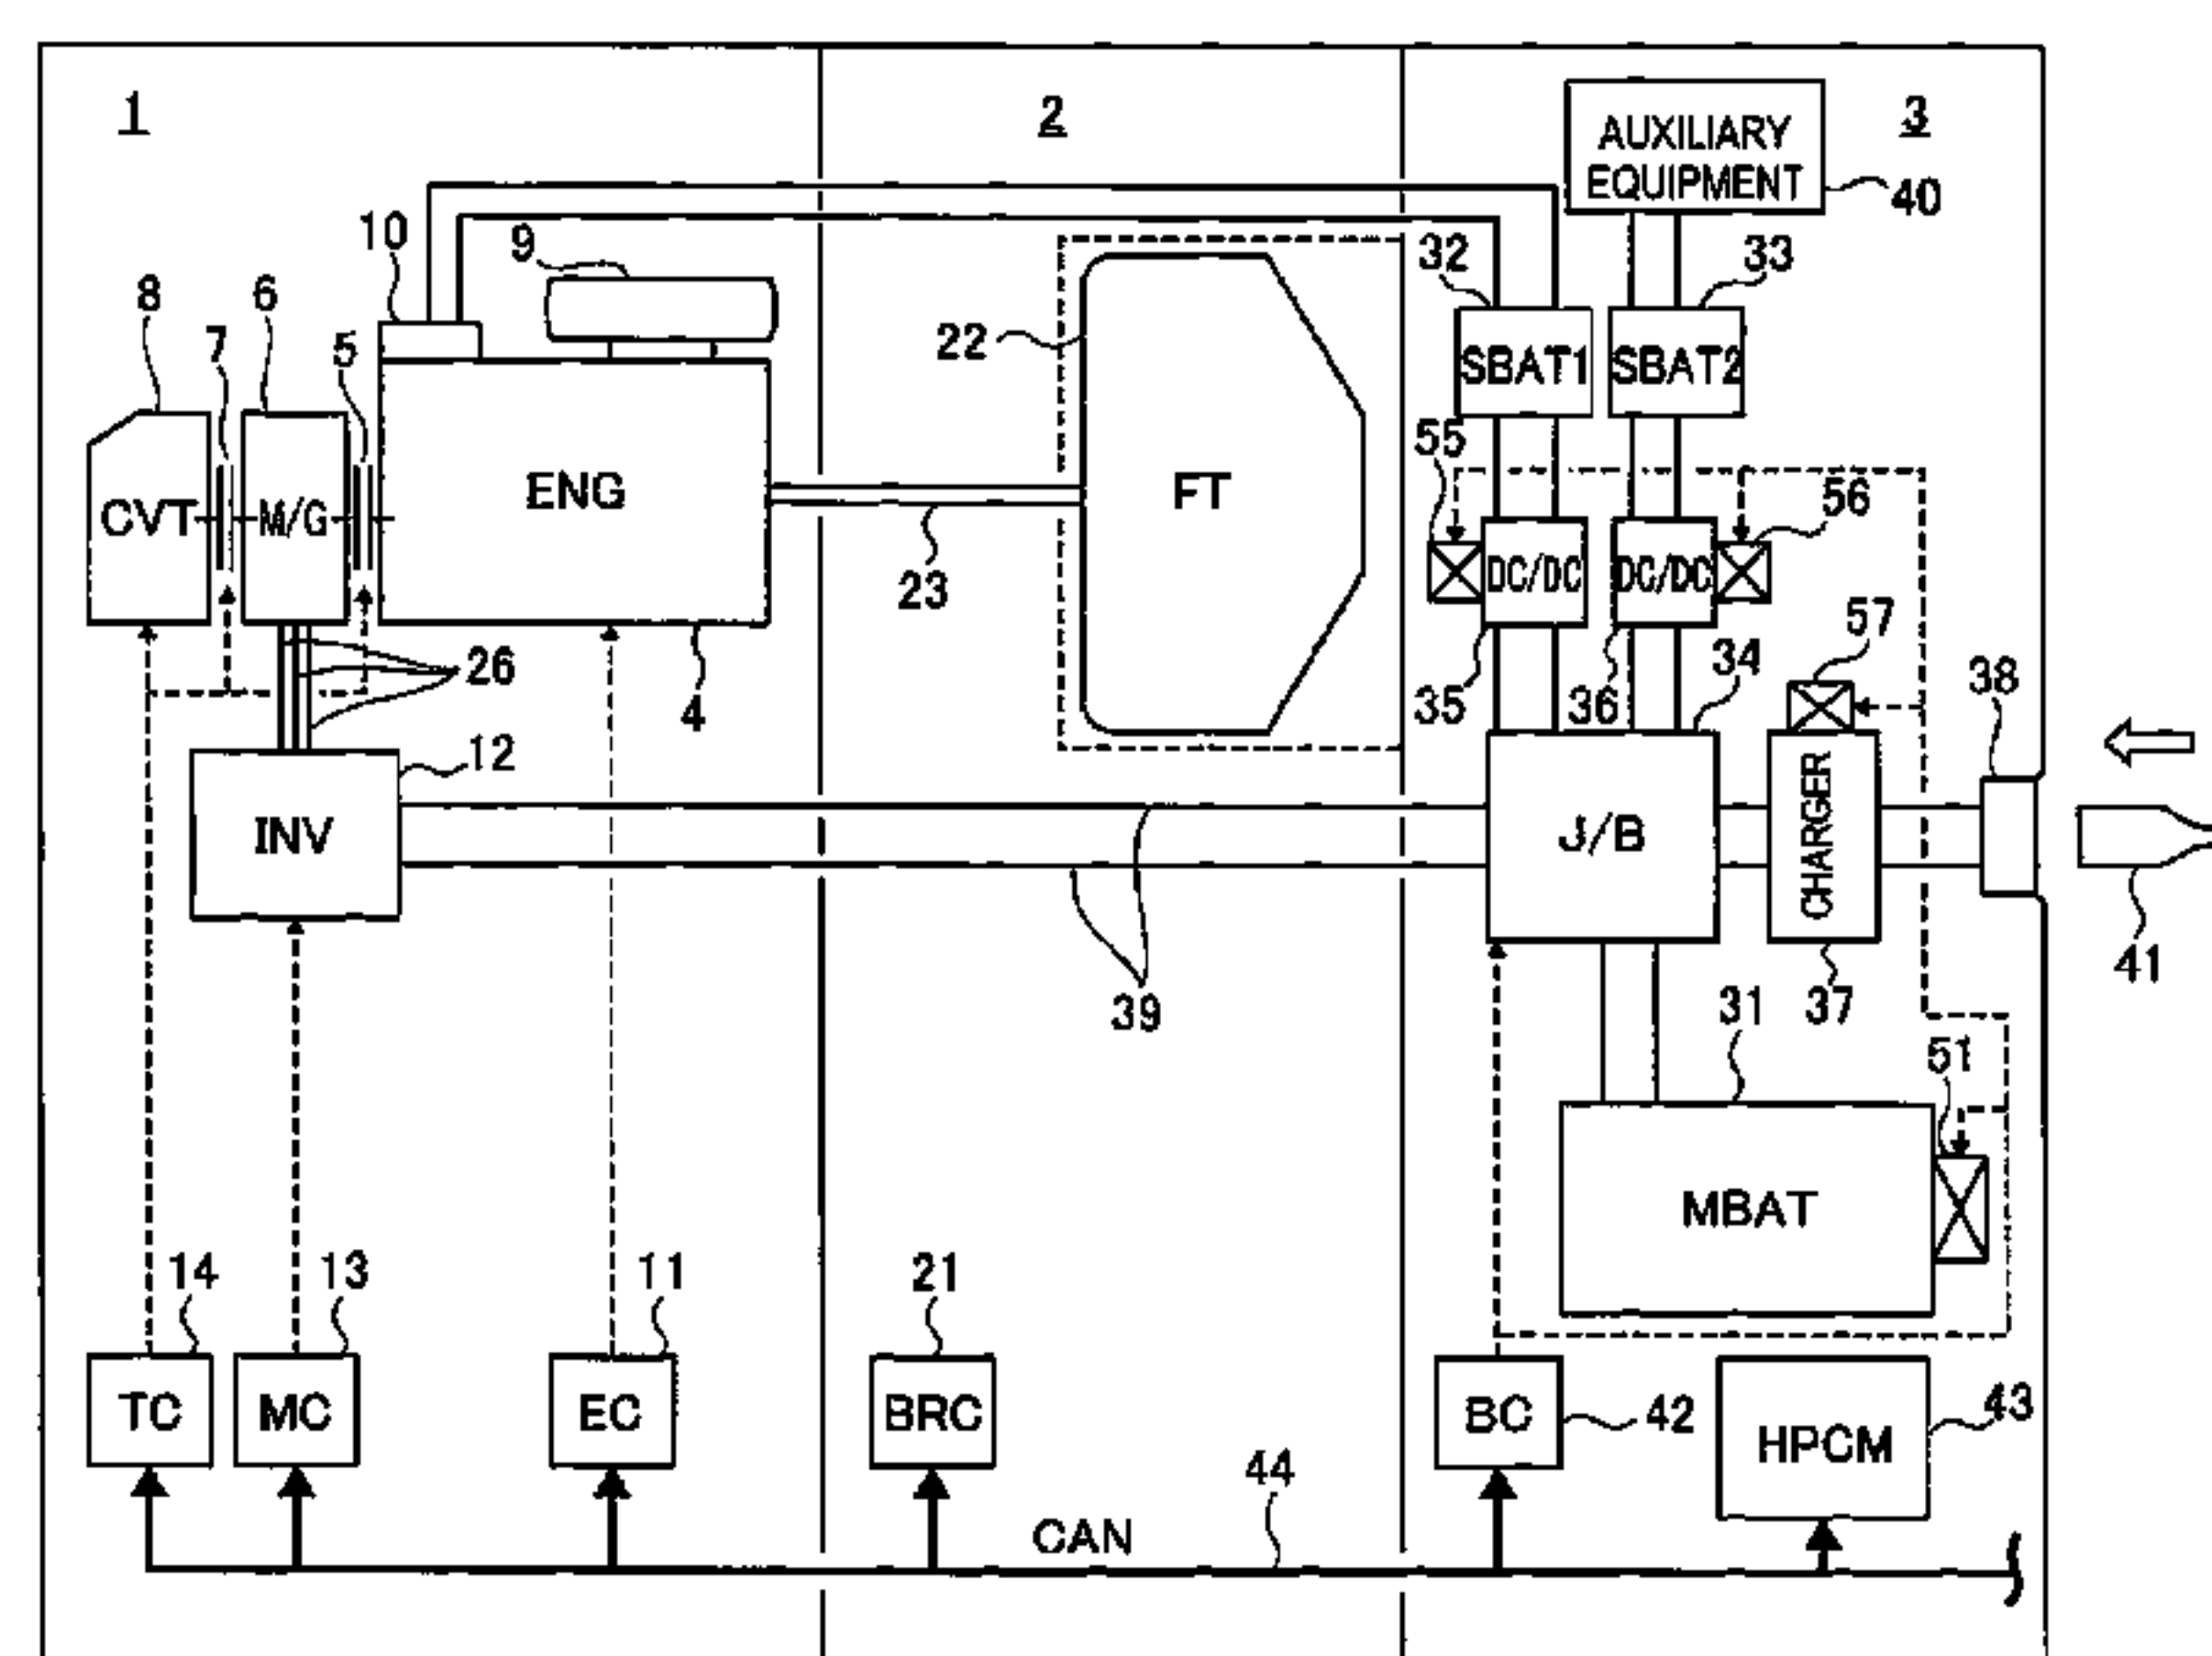 1
2
3
AUXILIARY
EQUIPMENT
40
10
9
32
33
8
6
7
5
22
SBAT1
SBAT2
55
56
CVT
M/G
ENG
FT
DC/DC
DC/DC
23
57
26
4
35
36
34
38
12
INV
J/B
CHARGER
39
31
37
41
51
MBAT
14
13
11
21
TC
MC
EC
BRC
BC
42
HPCM
43
44
CAN